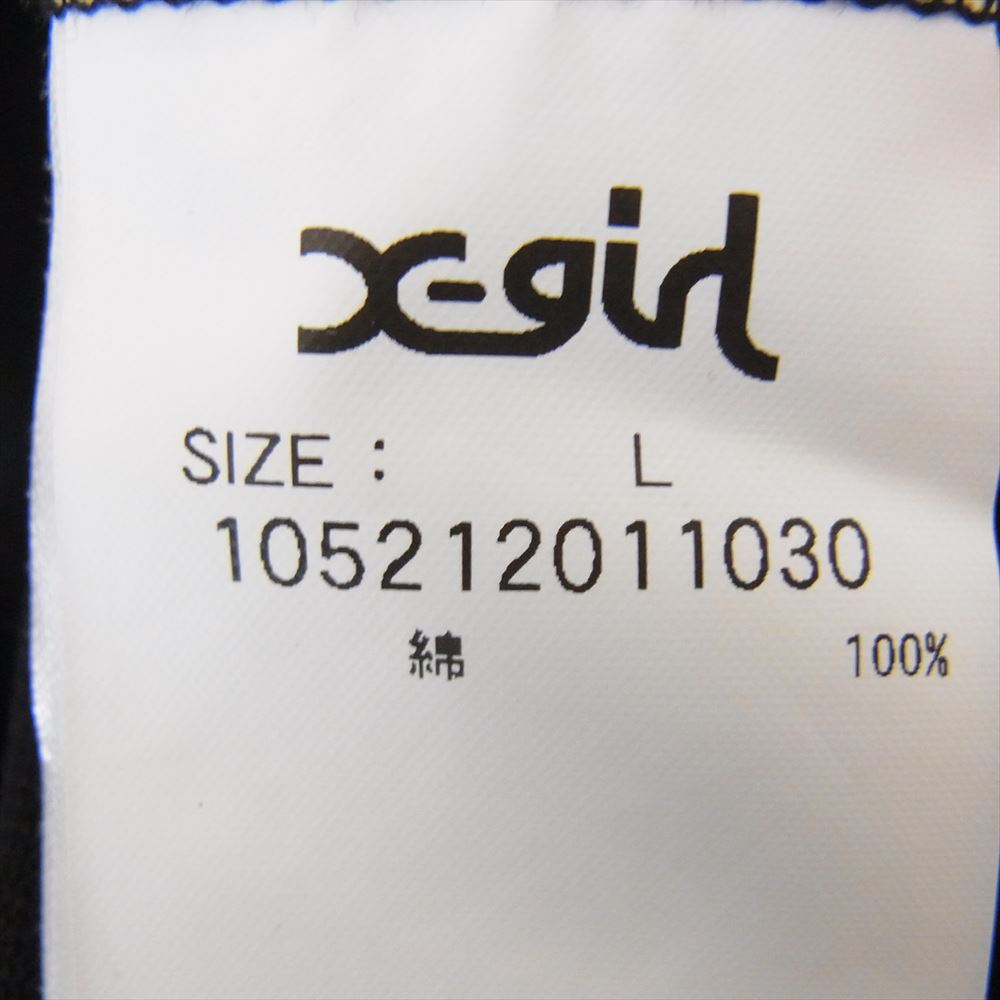 X-girl
SIZE : L
105212011030
綿 100%